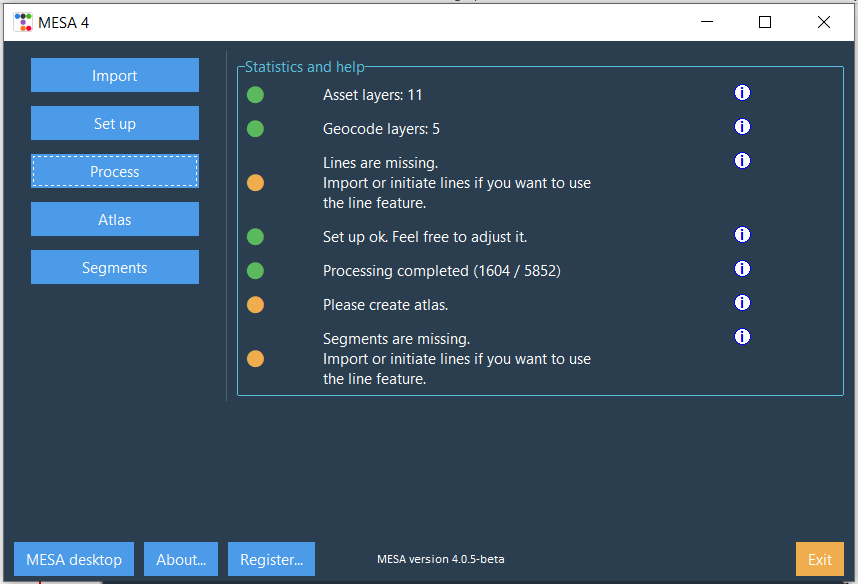 MESA 4
Import
Set up
Process
Atlas
Segments
Statistics and help
Asset layers: 11
Geocode layers: 5
Lines are missing.
Import or initiate lines if you want to use
the line feature.
Set up ok. Feel free to adjust it.
Processing completed (1604 / 5852)
Please create atlas.
Segments are missing.
Import or initiate lines if you want to use
the line feature.
MESA desktop
About...
Register...
MESA version 4.0.5-beta
Exit